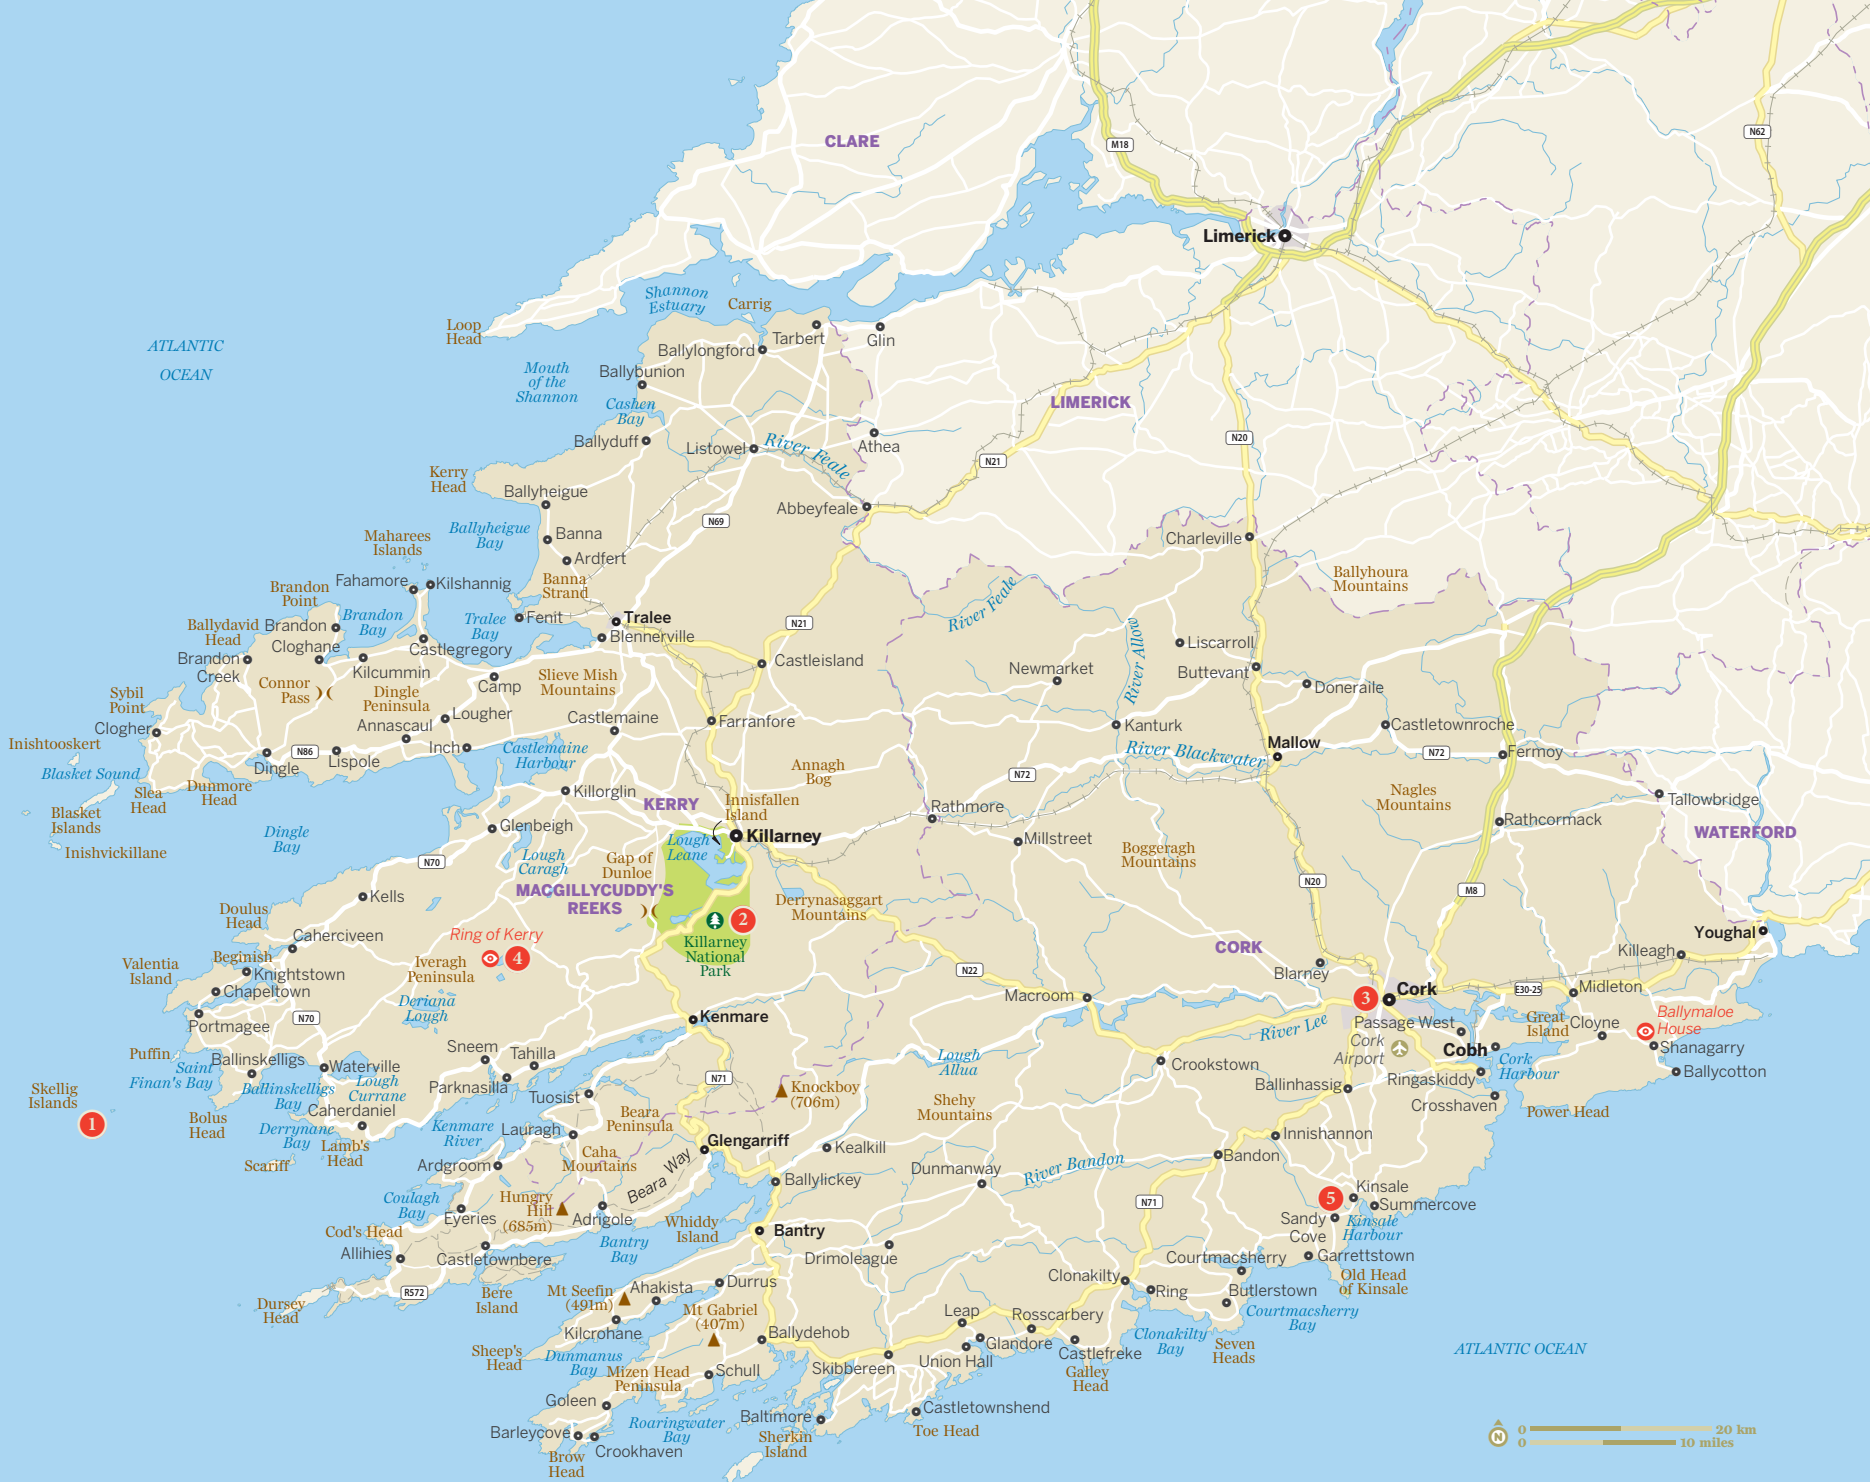 CLARE
M18
N62
Limerick
Shannon
Estuary
Carrig
Loop
Head
Tarbert
Glin
ATLANTIC
OCEAN
Ballylongford
Mouth
of the
Shannon
Ballybunion
Cashen
Bay
LIMERICK
Ballyduff
Listowel
River Feale
Athea
N20
N21
Kerry
Head
Ballyheigue
Abbeyfeale
N69
Ballyheigue
Bay
Banna
Maharees
Islands
Charleville
Ardfert
Banna
Strand
Ballyhoura
Mountains
Fahamore
Kilshannig
Brandon
Point
River Feale
Brandon
Bay
Tralee
Bay
Fenit
Tralee
N21
Ballydavid
Head
Brandon
Blennerville
River Allow
Liscarroll
Cloghane
Castlegregory
Brandon
Creek
Kilcummin
Castleisland
Newmarket
Buttevant
Connor
Pass
Dingle
Peninsula
Camp
Slieve Mish
Mountains
Doneraile
Sybil
Point
Clogher
Annascaul
Lougher
Castlemaine
Farranfore
Kanturk
Castletownroche
Inishtooskert
N86
Inch
Castlemaine
Harbour
River Blackwater
Mallow
N72
Fermoy
Blasket Sound
Dingle
Lispole
Annagh
Bog
N72
Slea
Head
Dunmore
Head
Killorglin
Nagles
Mountains
Tallowbridge
Blasket
Islands
KERRY
Innisfallen
Island
Rathmore
Rathcormack
WATERFORD
Inishvickillane
Dingle
Bay
Glenbeigh
Lough
Leane
Killarney
Millstreet
Boggeragh
Mountains
N70
Lough
Caragh
Gap of
Dunloe
MACGILLYCUDDY'S
REEKS
N20
M8
Kells
Derrynasaggart
Mountains
Doulus
Head
2
Killarney
National
Park
Caherciveen
Ring of Kerry
4
CORK
Youghal
Killeagh
Valentia
Island
Beginish
Knightstown
Iveragh
Peninsula
N22
Blarney
Chapeltown
Deriana
Lough
Macroom
3
Cork
E30-25
Midleton
Portmagee
N70
Kenmare
River Lee
Passage West
Great
Island
Cloyne
Ballymaloe
House
Puffin
Saint
Finan's Bay
Ballinskelligs
Waterville
Sneem
Tahilla
Lough
Allua
Cork
Airport
Cobh
Cork
Harbour
Shanagarry
Crookstown
Skellig
Islands
Ballinskelligs
Bay
Lough
Currane
Parknasilla
N71
Knockboy
(706m)
Ballinhassig
Ringaskiddy
Ballycotton
1
Bolus
Head
Caherdaniel
Tuosist
Beara
Peninsula
Shehy
Mountains
Crosshaven
Power Head
Derrynane
Bay
Lamb's
Head
Kenmare
River
Lauragh
Glengarriff
Kealkill
Innishannon
Scariff
Ardgroom
Caha
Mountains
Beara Way
Dunmanway
River Bandon
Bandon
Coulagh
Bay
Hungry
Hill
(685m)
Ballylickey
N71
5
Kinsale
Summercove
Eyeries
Adrigole
Whiddy
Island
Bantry
Sandy
Cove
Kinsale
Harbour
Cod's Head
Allihies
Castletownbere
Bantry
Bay
Drimoleague
Courtmacsherry
Garrettstown
R572
Bere
Island
Mt Seefin
(491m)
Ahakista
Durrus
Clonakilty
Ring
Butlerstown
Old Head
of Kinsale
Dursey
Head
Mt Gabriel
(407m)
Leap
Rosscarbery
Courtmacsherry
Bay
Kilcrohane
Ballydehob
Glandore
Castlefreke
Clonakilty
Bay
Seven
Heads
ATLANTIC OCEAN
Sheep's
Head
Dunmanus
Bay
Mizen Head
Peninsula
Schull
Skibbereen
Union Hall
Galley
Head
Goleen
Roaringwater
Bay
Baltimore
Castletownshend
Barleycove
Crookhaven
Sherkin
Island
Toe Head
Brow
Head
N
0
20 km
0
10 miles